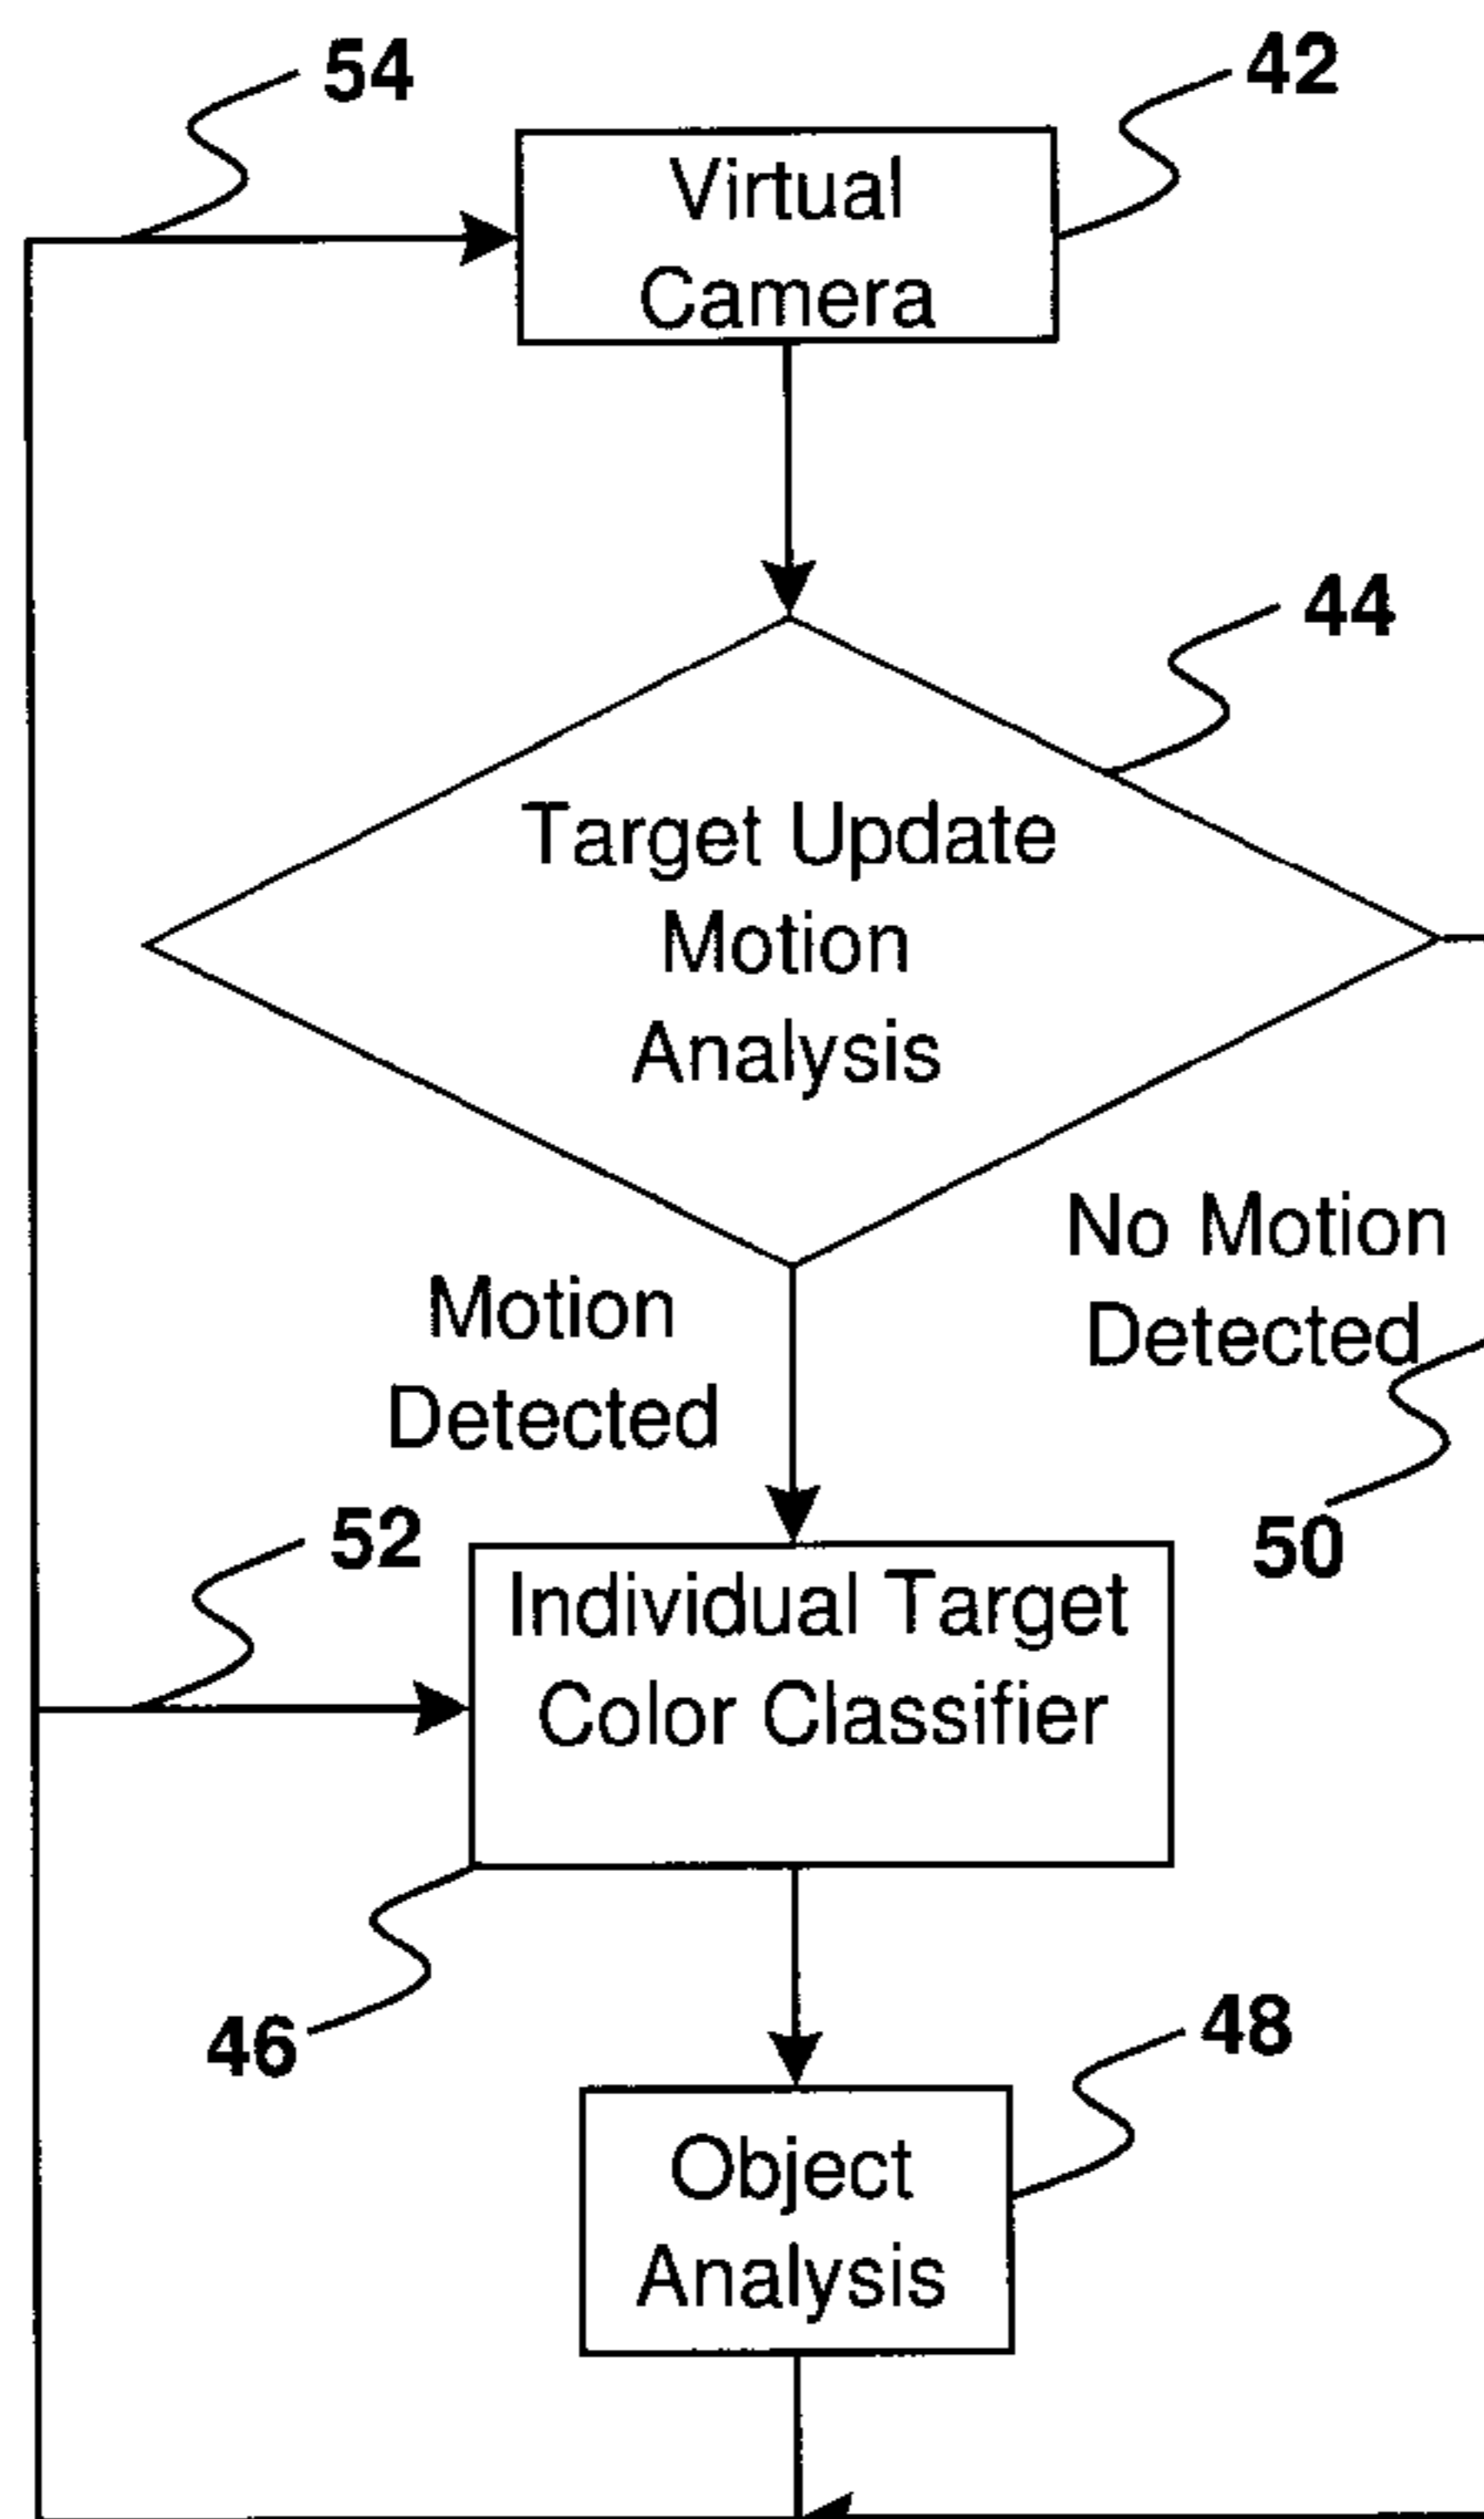 54
42
Virtual
Camera
44
Target Update
Motion
Analysis
No Motion
Detected
Motion
Detected
50
52
Individual Target
Color Classifier
46
48
Object
Analysis